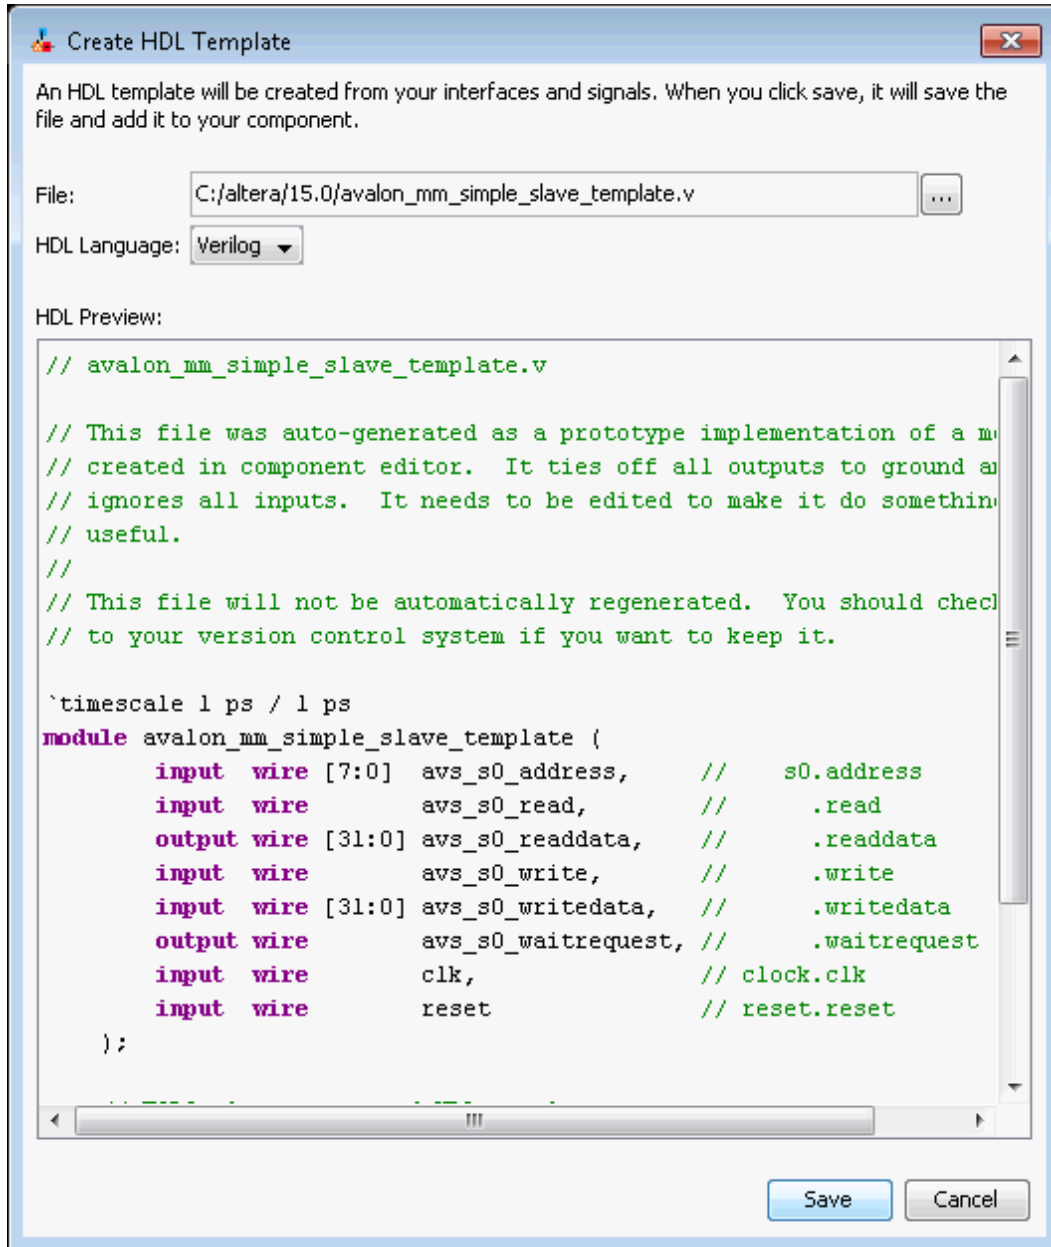 Create HDL Template
An HDL template will be created from your interfaces and signals. When you click save, it will save the
file and add it to your component.
File: C:/altera/15.0/avalon_mm_simple_slave_template.v ...
HDL Language: Verilog
HDL Preview:
// avalon_mm_simple_slave_template.v
// This file was auto-generated as a prototype implementation of a
// created in component editor.  It ties off all outputs to ground
// ignores all inputs.  It needs to be edited to make it do somethin
// useful.
//
// This file will not be automatically regenerated.  You should chec
// to your version control system if you want to keep it.
`timescale 1 ps / 1 ps
module avalon_mm_simple_slave_template (
input  wire [7:0]  avs_s0_address,     //    s0.address
input  wire        avs_s0_read,        //      .read
output wire [31:0] avs_s0_readdata,    //      .readdata
input  wire        avs_s0_write,       //      .write
input  wire [31:0] avs_s0_writedata,   //      .writedata
output wire        avs_s0_waitrequest, //      .waitrequest
input  wire        clk,                // clock.clk
input  wire        reset               // reset.reset
);
Save Cancel